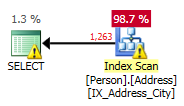 1.3 %
98.7 %
1,263
SELECT
Index Scan
[Person].[Address]
[IX_Address_City]